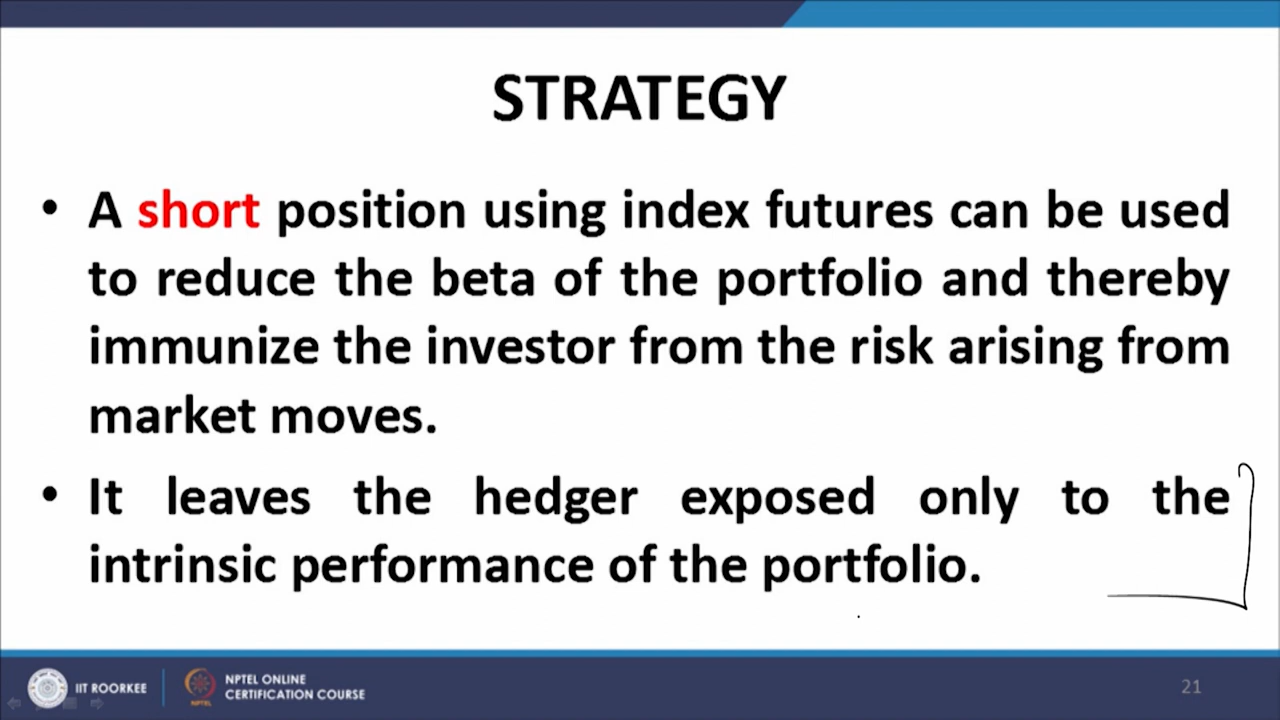 STRATEGY
• A short position using index futures can be used
to reduce the beta of the portfolio and thereby
immunize the investor from the risk arising from
market moves.
• It leaves the hedger exposed only to the
intrinsic performance of the portfolio.
IIT ROORKEE
NPTEL
NPTEL ONLINE
CERTIFICATION COURSE
21